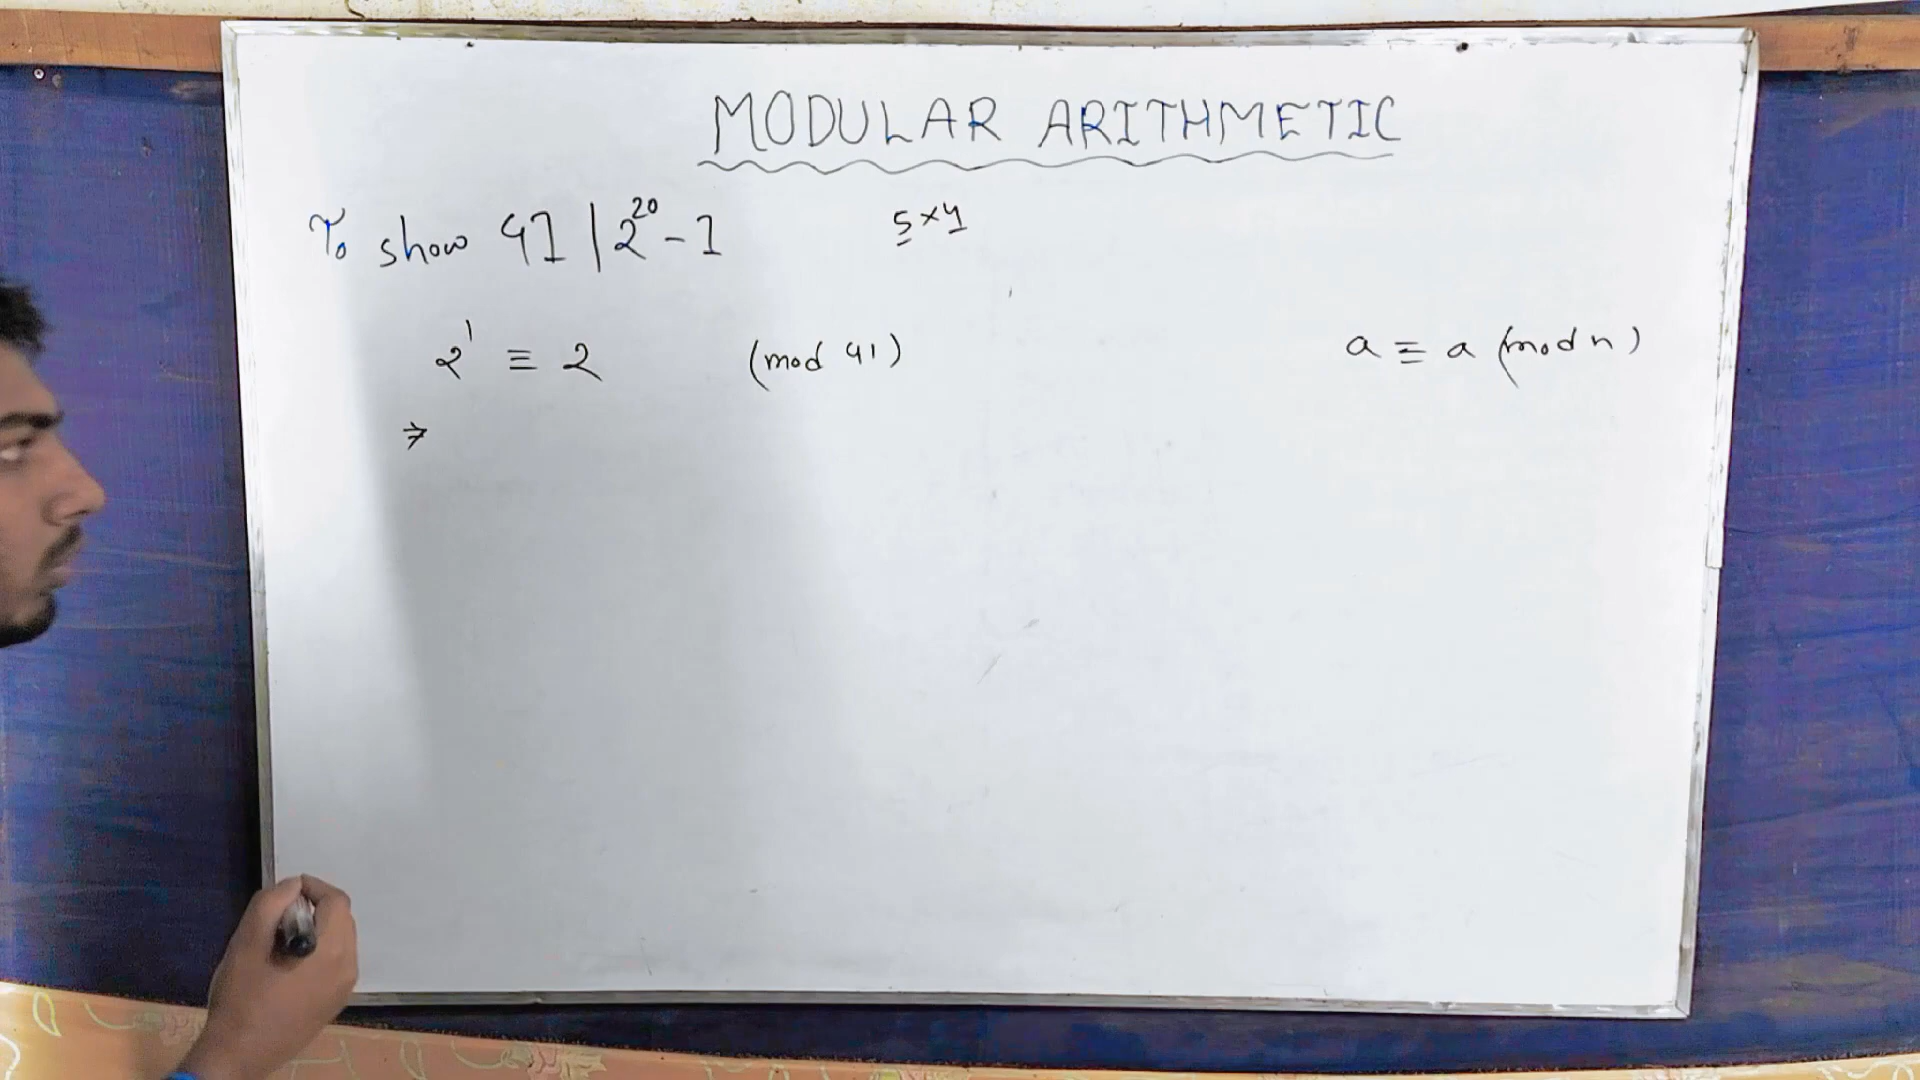 MODULAR ARITHMETIC
To show 41 | 2^20 - 1 5 × 4
2^1 ≡ 2 (mod 41) a ≡ a (mod n)
⇒